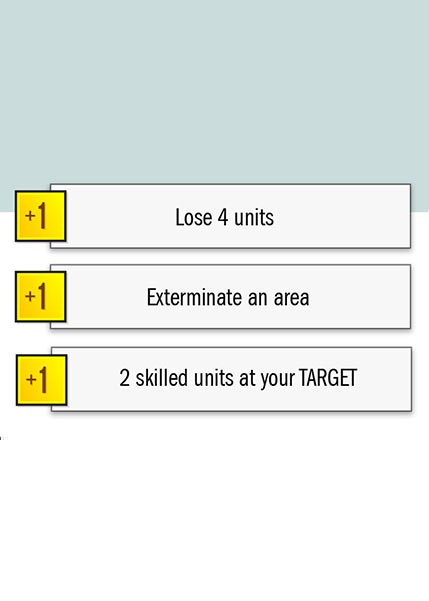 +1 Lose 4 units
+1 Exterminate an area
+1 2 skilled units at your TARGET